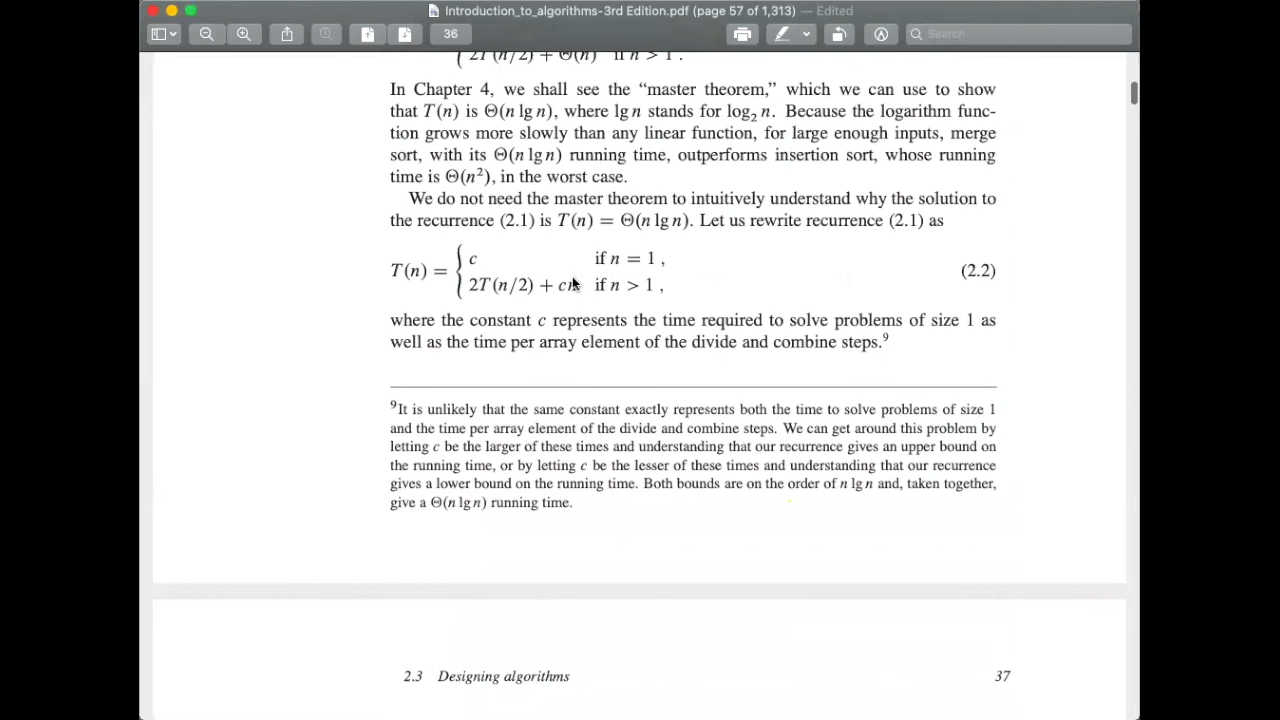 Introduction_to_algorithms-3rd Edition.pdf (page 57 of 1,313) — Edited
36
Search
2T(n/2) + Θ(n) if n > 1 .
In Chapter 4, we shall see the “master theorem,” which we can use to show
that T(n) is Θ(n lg n), where lg n stands for log₂ n. Because the logarithm func-
tion grows more slowly than any linear function, for large enough inputs, merge
sort, with its Θ(n lg n) running time, outperforms insertion sort, whose running
time is Θ(n²), in the worst case.
We do not need the master theorem to intuitively understand why the solution to
the recurrence (2.1) is T(n) = Θ(n lg n). Let us rewrite recurrence (2.1) as
T(n) = { c if n = 1 ,
2T(n/2) + cn if n > 1 ,
(2.2)
where the constant c represents the time required to solve problems of size 1 as
well as the time per array element of the divide and combine steps.⁹
⁹It is unlikely that the same constant exactly represents both the time to solve problems of size 1
and the time per array element of the divide and combine steps. We can get around this problem by
letting c be the larger of these times and understanding that our recurrence gives an upper bound on
the running time, or by letting c be the lesser of these times and understanding that our recurrence
gives a lower bound on the running time. Both bounds are on the order of n lg n and, taken together,
give a Θ(n lg n) running time.
2.3 Designing algorithms 37